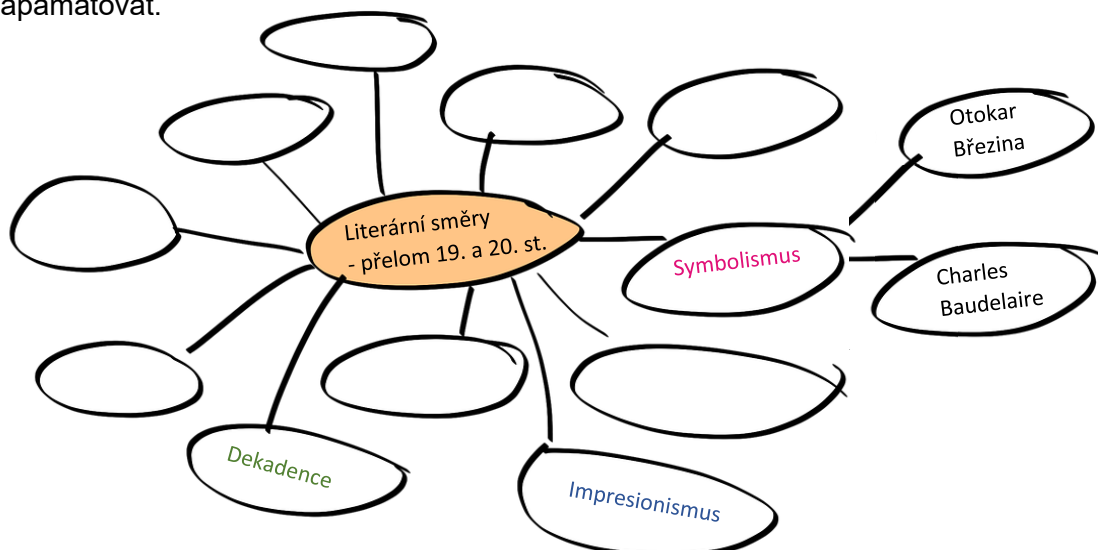 apamatovat.
Otokar
Březina
Literární směry
- přelom 19. a 20. st.
Symbolismus
Charles
Baudelaire
Dekadence
Impresionismus